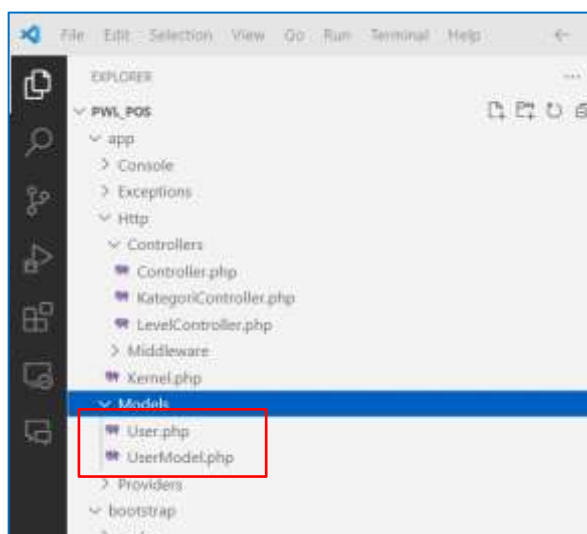 File Edit Selection View Go Run Terminal Help
EXPLORER
PWL_POS
app
Console
Exceptions
Http
Controllers
Controller.php
KategoriController.php
LevelController.php
Middleware
Kernel.php
Models
User.php
UserModel.php
Providers
bootstrap